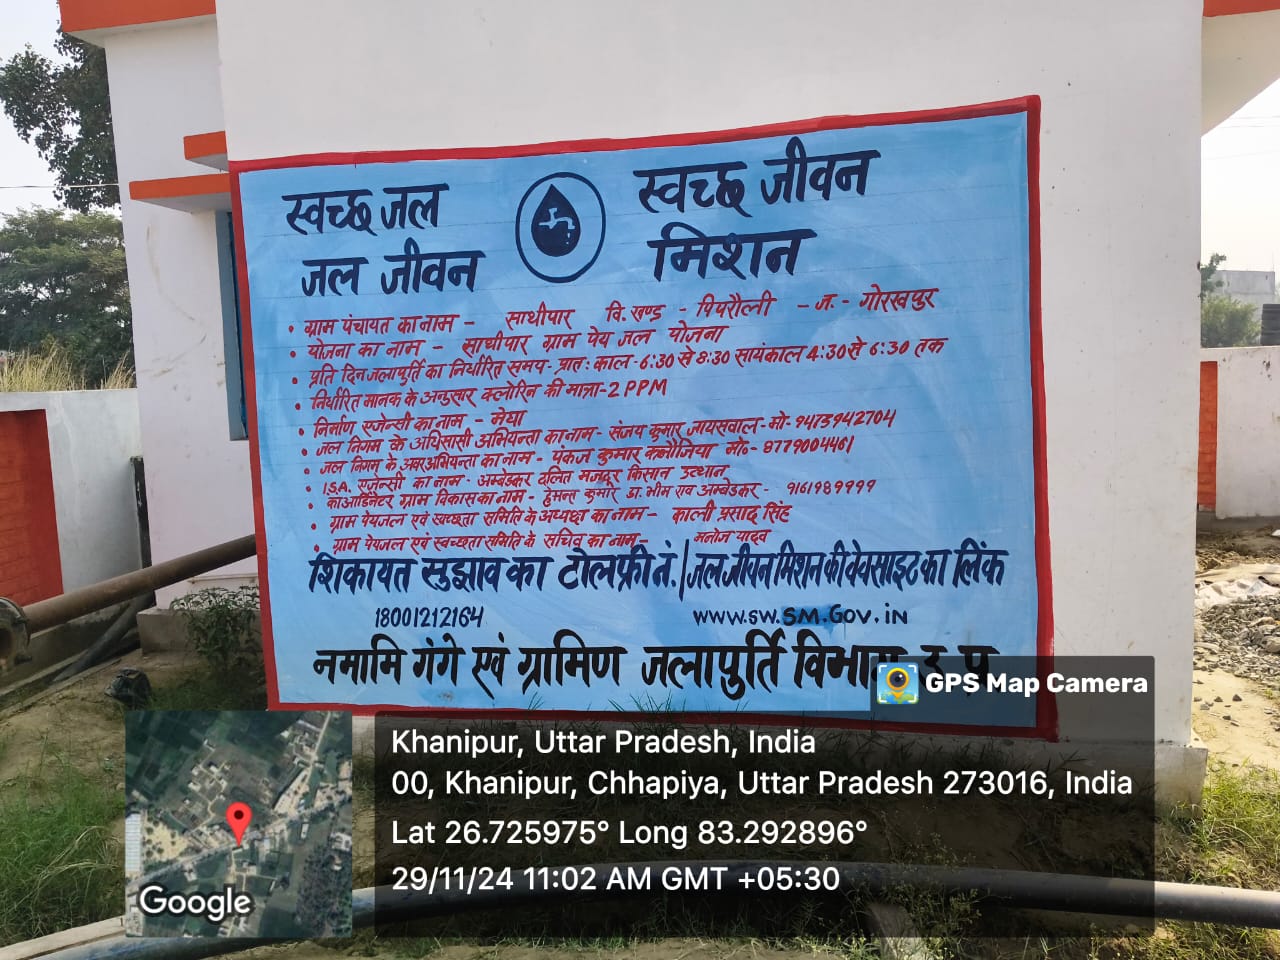 स्वच्छ जल स्वच्छ जीवन
जल जीवन मिशन
• ग्राम पंचायत का नाम - साथीपार वि. खण्ड - पिपरौली - ज.- गोरखपुर
• योजना का नाम - साथीपार ग्राम पेय जल योजना
• प्रति दिन जलापुर्ति का निर्धारित समय- प्रातः काल- 6:30 से 8:30 सायंकाल 4:30 से 6:30 तक
• निर्धारित मानक के अनुसार क्लोरिन की मात्रा-2 PPM
• निर्माण एजेन्सी का नाम - मेघा
• जल निगम के अधिसासी अभियन्ता का नाम- संजय कुमार जायसवाल- मो- 9473942704
• जल निगम के अवर अभियन्ता का नाम- पंकज कुमार कन्नौजिया मो०- 8779004461
• I.S.A. एजेन्सी का नाम- अम्बेडकर दलित मजदूर किसान उत्थान
• काआर्डिनेटर ग्राम विकास का नाम- हेमन्त कुमार डा. भीम राव अम्बेडकर- 9161989999
• ग्राम पेयजल एवं स्वच्छता समिति के अध्यक्ष का नाम- काली प्रसाद सिंह
• ग्राम पेयजल एवं स्वच्छता समिति के सचिव का नाम- मनोज यादव
शिकायत सुझाव का टोलफ्री नं. / जल जीवन मिशन की वेवसाइट का लिंक
18001212164 www.sw.SM.Gov.in
नमामि गंगे एवं ग्रामिण जलापुर्ति विभाग उ.प्र.
GPS Map Camera
Khanipur, Uttar Pradesh, India
00, Khanipur, Chhapiya, Uttar Pradesh 273016, India
Lat 26.725975° Long 83.292896°
29/11/24 11:02 AM GMT +05:30
Google